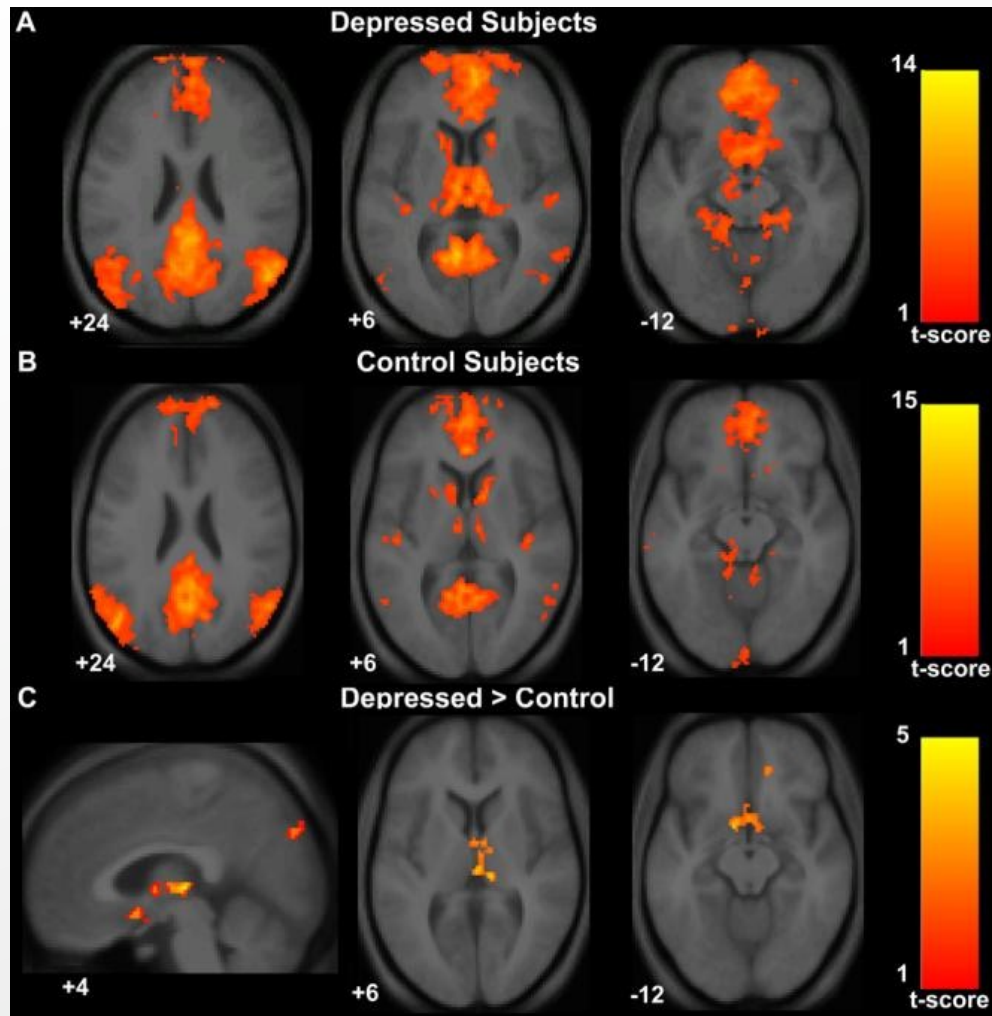 A
Depressed Subjects
14
+24
+6
-12
1
t-score
B
Control Subjects
15
+24
+6
-12
1
t-score
C
Depressed > Control
5
+4
+6
-12
1
t-score